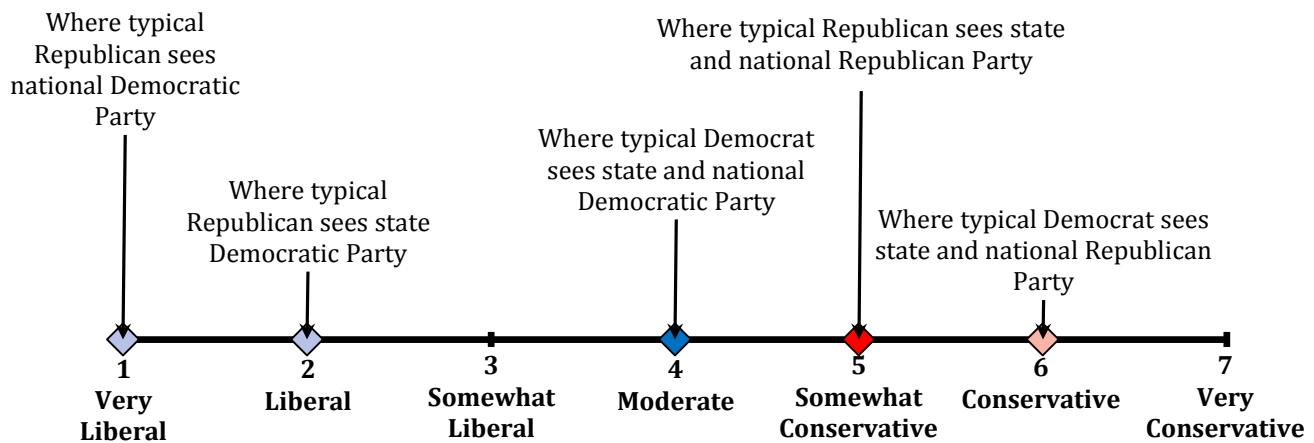 Where typical
Republican sees
national Democratic
Party
Where typical
Republican sees state
Democratic Party
Where typical Democrat
sees state and national
Democratic Party
Where typical Republican sees state
and national Republican Party
Where typical Democrat sees
state and national Republican
Party
1
Very
Liberal
2
Liberal
3
Somewhat
Liberal
4
Moderate
5
Somewhat
Conservative
6
Conservative
7
Very
Conservative